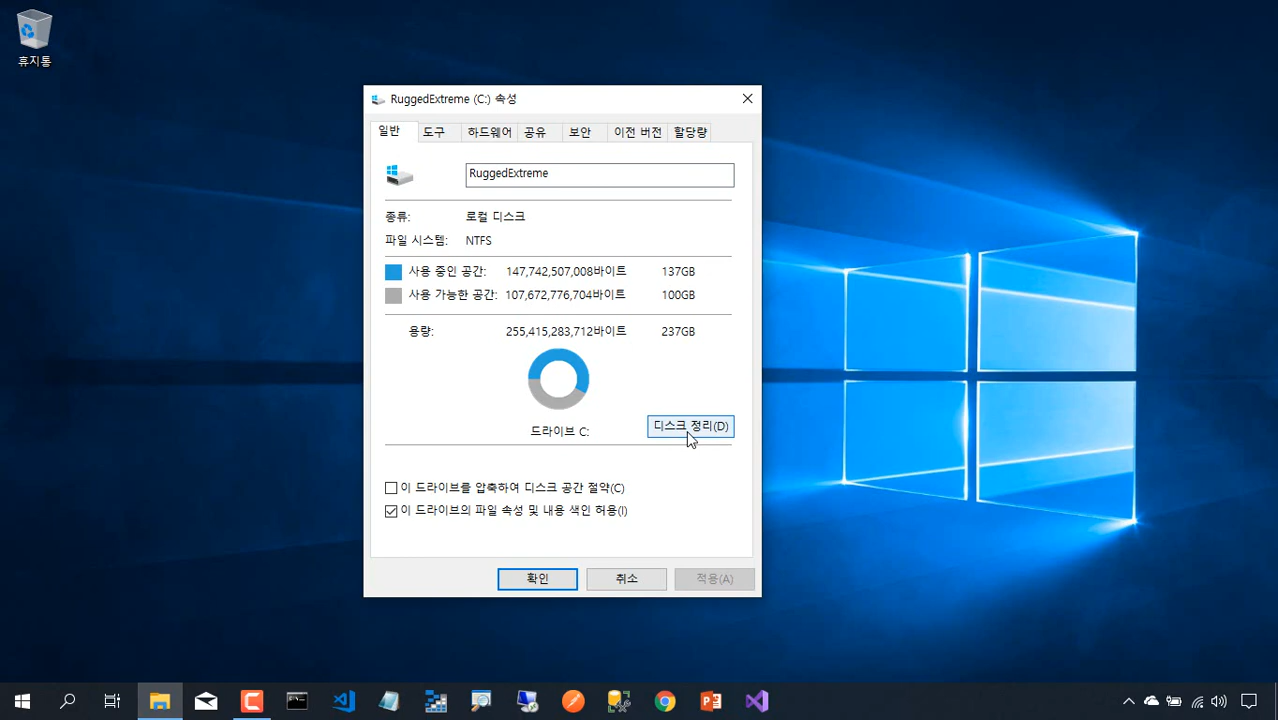 휴지통
RuggedExtreme (C:) 속성
일반 도구 하드웨어 공유 보안 이전 버전 할당량
RuggedExtreme
종류: 로컬 디스크
파일 시스템: NTFS
사용 중인 공간: 147,742,507,008바이트 137GB
사용 가능한 공간: 107,672,776,704바이트 100GB
용량: 255,415,283,712바이트 237GB
드라이브 C: 디스크 정리(D)
이 드라이브를 압축하여 디스크 공간 절약(C)
이 드라이브의 파일 속성 및 내용 색인 허용(I)
확인 취소 적용(A)